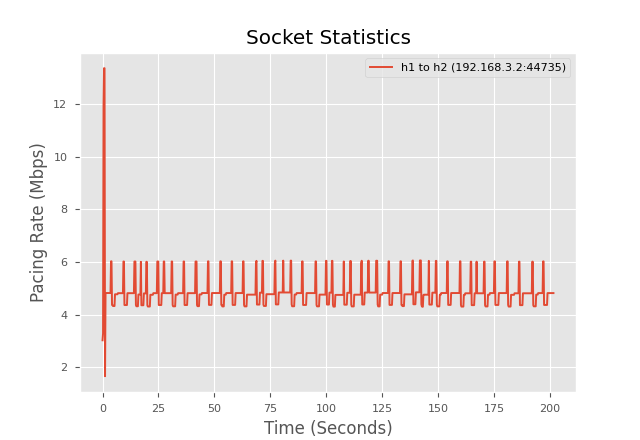 Socket Statistics
h1 to h2 (192.168.3.2:44735)
12
10
8
6
4
2
Pacing Rate (Mbps)
0 25 50 75 100 125 150 175 200
Time (Seconds)